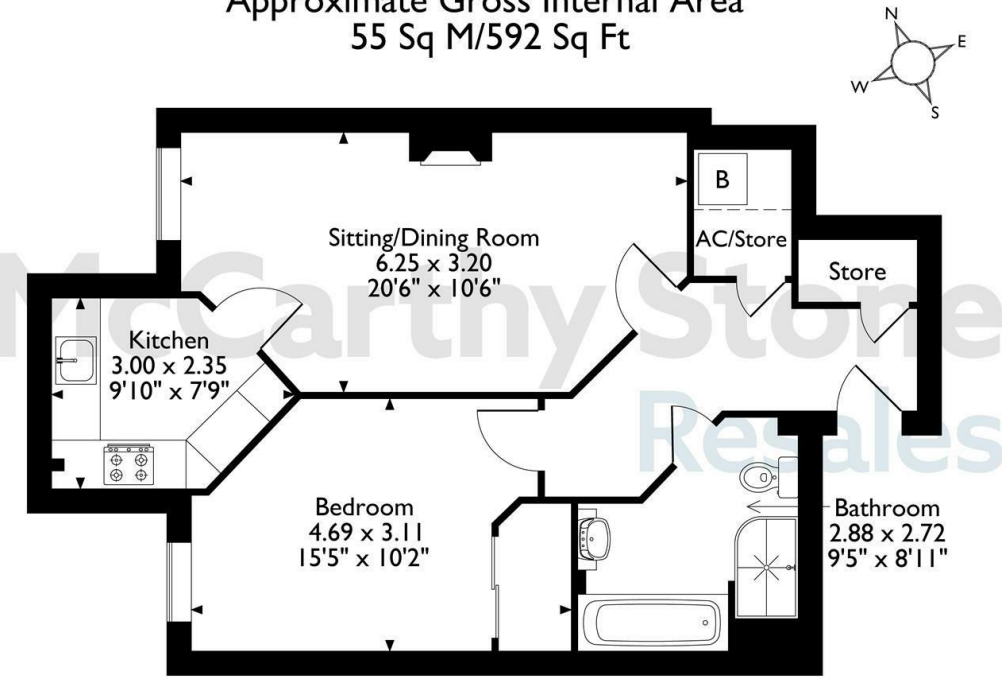 Approximate Gross Internal Area
55 Sq M/592 Sq Ft
N
E
W
S
B
AC/Store
Store
Sitting/Dining Room
6.25 x 3.20
20'6" x 10'6"
Kitchen
3.00 x 2.35
9'10" x 7'9"
Bedroom
4.69 x 3.11
15'5" x 10'2"
Bathroom
2.88 x 2.72
9'5" x 8'11"
McCarthy Stone
Resales